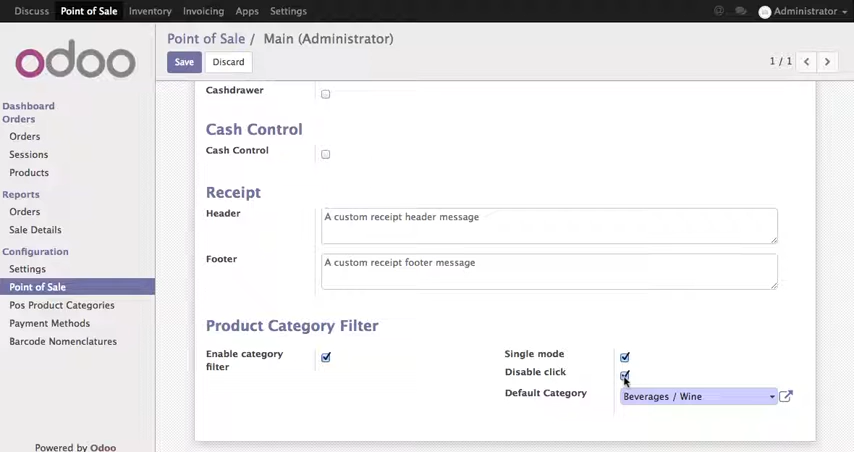 Discuss Point of Sale Inventory Invoicing Apps Settings @ Administrator
odoo
Point of Sale / Main (Administrator)
Save Discard 1 / 1
Cashdrawer
Dashboard
Orders
Cash Control
Orders
Cash Control
Sessions
Products
Receipt
Reports
Header A custom receipt header message
Orders
Sale Details
Configuration
Footer A custom receipt footer message
Settings
Point of Sale
Pos Product Categories
Payment Methods
Product Category Filter
Barcode Nomenclatures
Enable category
filter
Single mode
Disable click
Default Category Beverages / Wine
Powered by Odoo